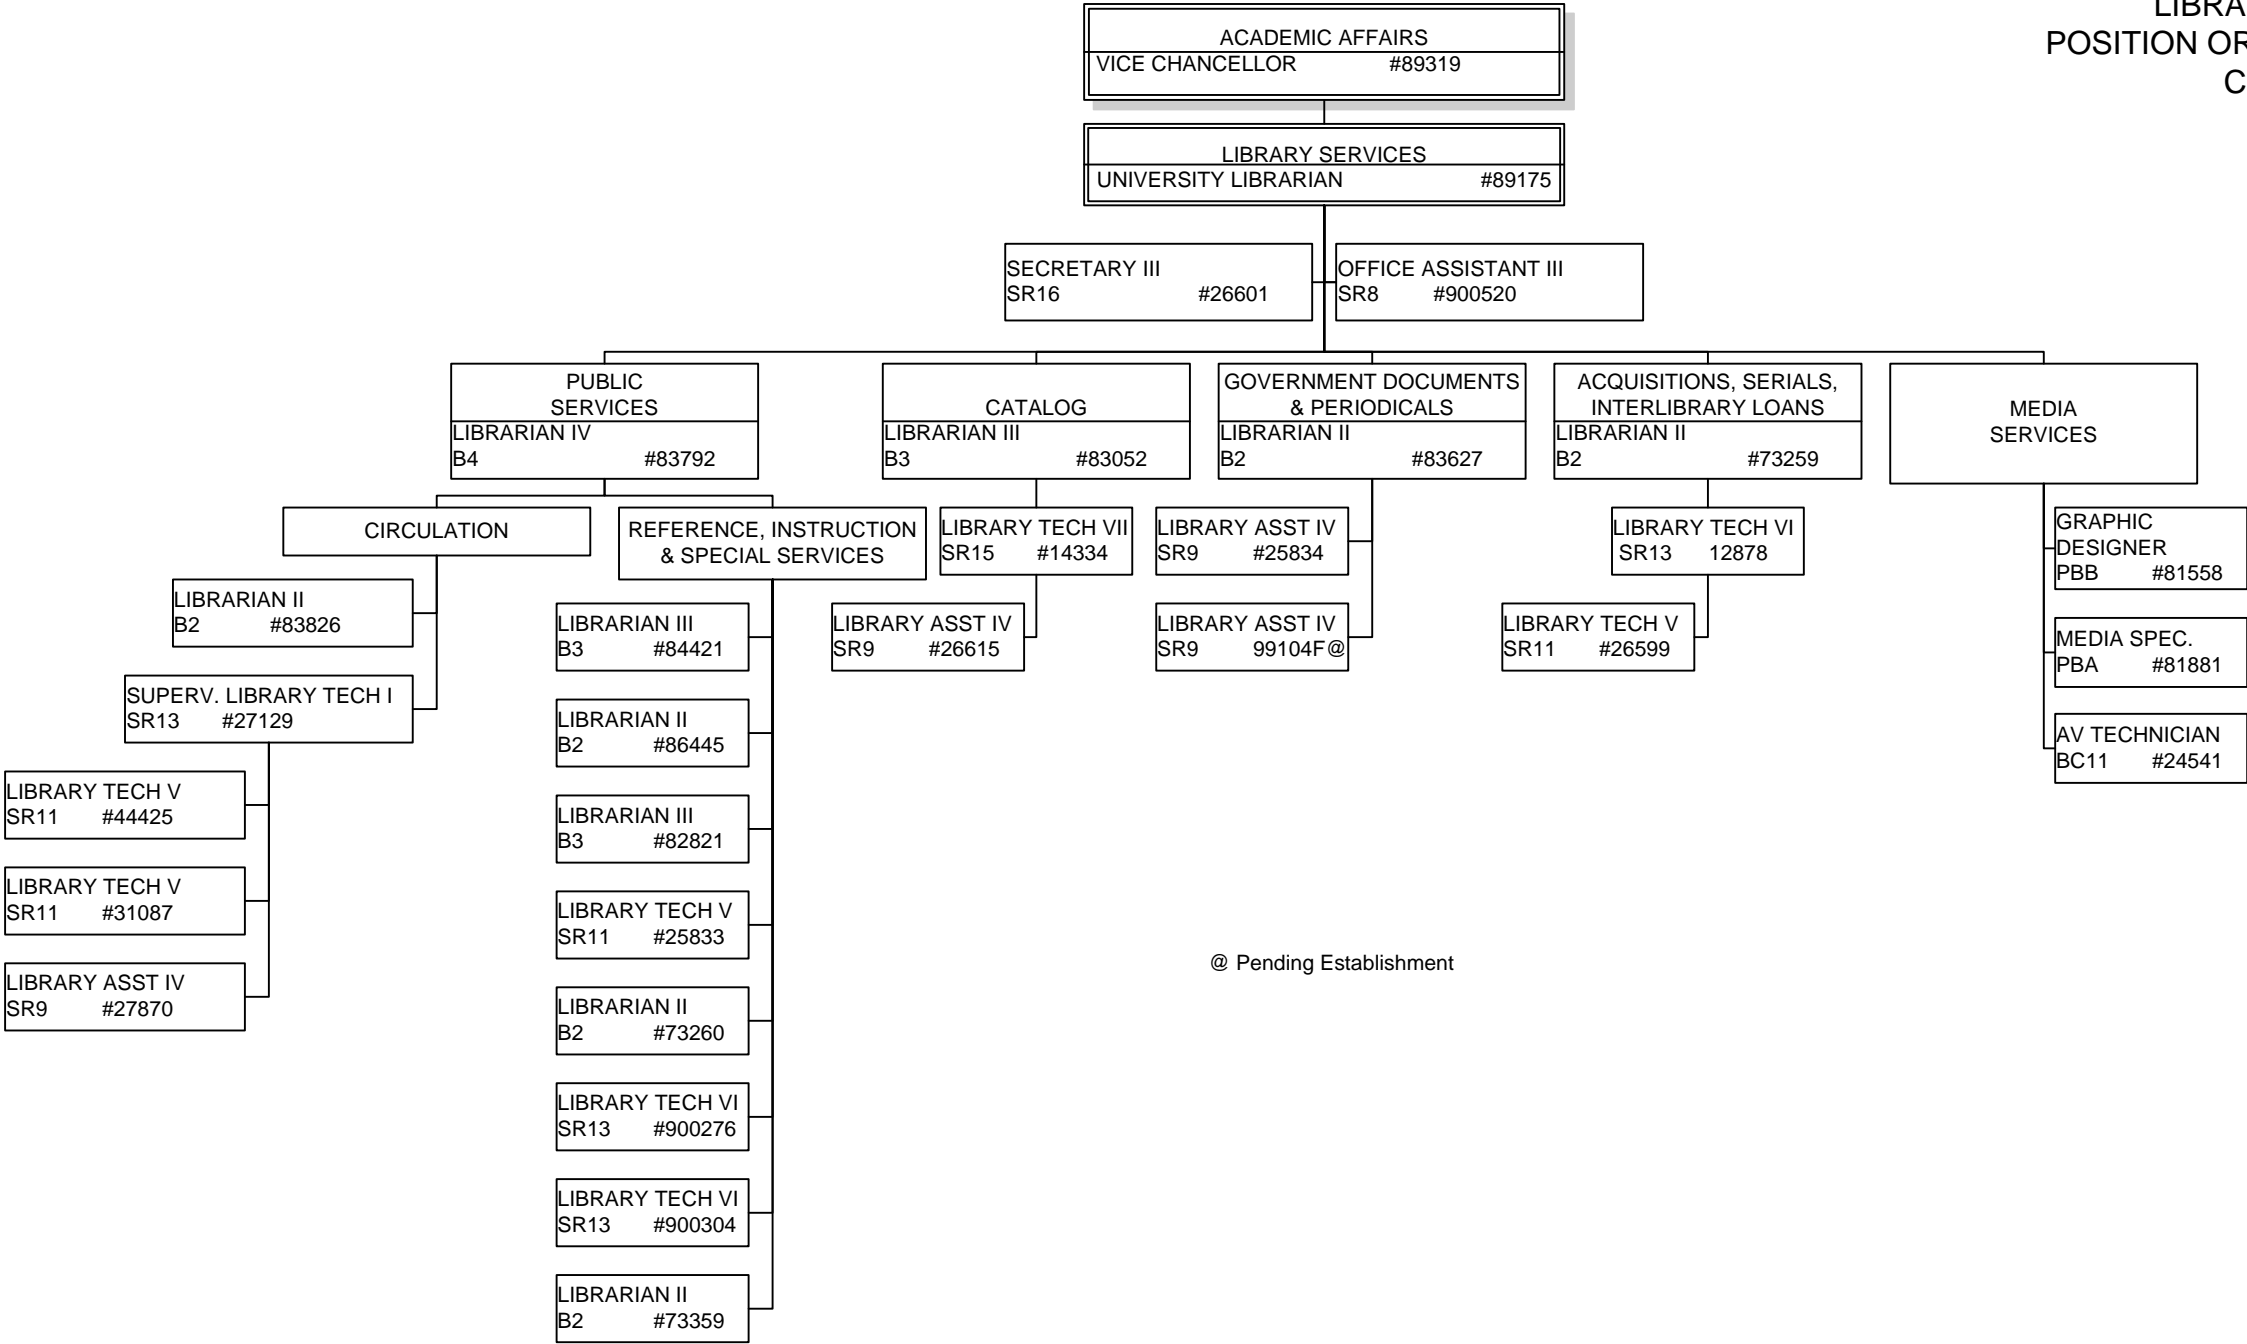 LIBRA
POSITION OR
C
ACADEMIC AFFAIRS
VICE CHANCELLOR #89319
LIBRARY SERVICES
UNIVERSITY LIBRARIAN #89175
SECRETARY III
SR16 #26601
OFFICE ASSISTANT III
SR8 #900520
PUBLIC
SERVICES
LIBRARIAN IV
B4 #83792
CATALOG
LIBRARIAN III
B3 #83052
GOVERNMENT DOCUMENTS
& PERIODICALS
LIBRARIAN II
B2 #83627
ACQUISITIONS, SERIALS,
INTERLIBRARY LOANS
LIBRARIAN II
B2 #73259
MEDIA
SERVICES
CIRCULATION
REFERENCE, INSTRUCTION
& SPECIAL SERVICES
LIBRARY TECH VII
SR15 #14334
LIBRARY ASST IV
SR9 #25834
LIBRARY TECH VI
SR13 12878
GRAPHIC
DESIGNER
PBB #81558
LIBRARIAN II
B2 #83826
LIBRARIAN III
B3 #84421
LIBRARY ASST IV
SR9 #26615
LIBRARY ASST IV
SR9 99104F@
LIBRARY TECH V
SR11 #26599
MEDIA SPEC.
PBA #81881
SUPERV. LIBRARY TECH I
SR13 #27129
LIBRARIAN II
B2 #86445
AV TECHNICIAN
BC11 #24541
LIBRARY TECH V
SR11 #44425
LIBRARIAN III
B3 #82821
LIBRARY TECH V
SR11 #31087
LIBRARY TECH V
SR11 #25833
LIBRARY ASST IV
SR9 #27870
@ Pending Establishment
LIBRARIAN II
B2 #73260
LIBRARY TECH VI
SR13 #900276
LIBRARY TECH VI
SR13 #900304
LIBRARIAN II
B2 #73359